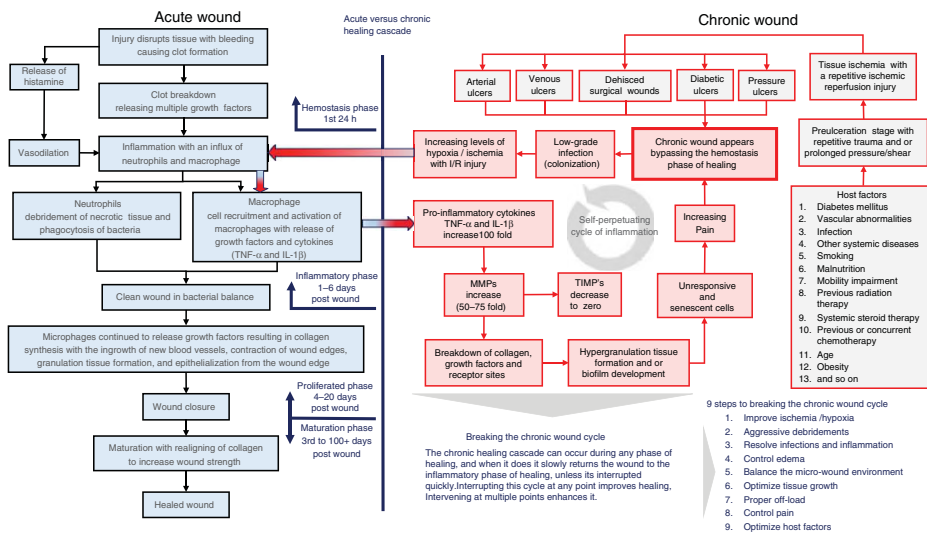 Acute wound
Injury disrupts tissue with bleeding
causing clot formation
Release of
histamine
Clot breakdown
releasing multiple growth factors
Vasodilation
Inflammation with an influx of
neutrophils and macrophage
Neutrophils
debridement of necrotic tissue and
phagocytosis of bacteria
Macrophage
cell recruitment and activation of
macrophages with release of
growth factors and cytokines
(TNF-α and IL-1β)
Clean wound in bacterial balance
Microphages continued to release growth factors resulting in collagen
synthesis with the ingrowth of new blood vessels, contraction of wound edges,
granulation tissue formation, and epithelialization from the wound edge
Wound closure
Maturation with realigning of collagen
to increase wound strength
Healed wound
Acute versus chronic
healing cascade
Hemostasis phase
1st 24 h
Inflammatory phase
1–6 days
post wound
Proliferated phase
4–20 days
post wound
Maturation phase
3rd to 100+ days
post wound
Chronic wound
Arterial
ulcers
Venous
ulcers
Dehisced
surgical wounds
Diabetic
ulcers
Pressure
ulcers
Tissue ischemia with
a repetitive ischemic
reperfusion injury
Increasing levels of
hypoxia / ischemia
with I/R injury
Low-grade
infection
(colonization)
Chronic wound appears
bypassing the hemostasis
phase of healing
Preulceration stage with
repetitive trauma and or
prolonged pressure/shear
Pro-inflammatory cytokines
TNF-α and IL-1β
increase100 fold
Self-perpetuating
cycle of inflammation
Increasing
Pain
MMPs
increase
(50–75 fold)
TIMP's
decrease
to zero
Unresponsive
and
senescent cells
Breakdown of collagen,
growth factors and
receptor sites
Hypergranulation tissue
formation and or
biofilm development
Host factors
1. Diabetes mellitus
2. Vascular abnormalities
3. Infection
4. Other systemic diseases
5. Smoking
6. Malnutrition
7. Mobility impairment
8. Previous radiation
therapy
9. Systemic steroid therapy
10. Previous or concurrent
chemotherapy
11. Age
12. Obesity
13. and so on
Breaking the chronic wound cycle
The chronic healing cascade can occur during any phase of
healing, and when it does it slowly returns the wound to the
inflammatory phase of healing, unless its interrupted
quickly.Interrupting this cycle at any point improves healing,
Intervening at multiple points enhances it.
9 steps to breaking the chronic wound cycle
1. Improve ischemia /hypoxia
2. Aggressive debridements
3. Resolve infections and inflammation
4. Control edema
5. Balance the micro-wound environment
6. Optimize tissue growth
7. Proper off-load
8. Control pain
9. Optimize host factors